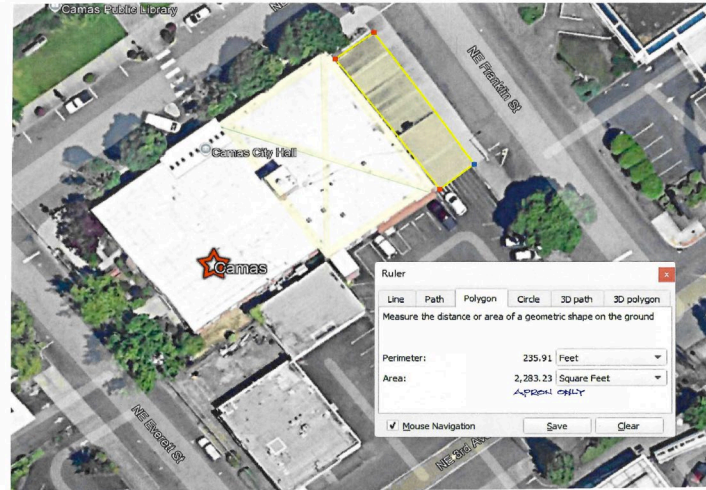 Camas Public Library
NE
NE Franklin St
Camas City Hall
Camas
Ruler
x
Line Path Polygon Circle 3D path 3D polygon
Measure the distance or area of a geometric shape on the ground
Perimeter: 235.91 Feet
Area: 2,283.23 Square Feet
APRON ONLY
Mouse Navigation Save Clear
NE Everett St
NE 3rd Av